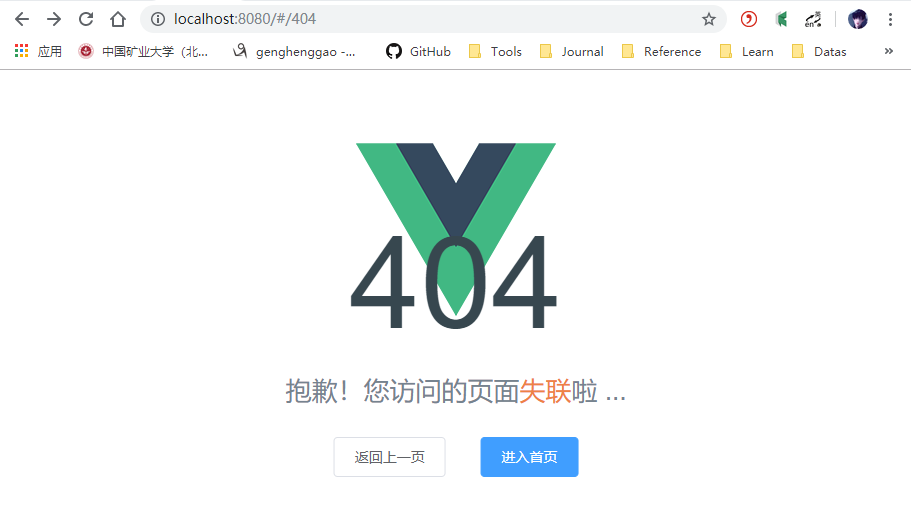 localhost:8080/#/404
应用 中国矿业大学（北... genghenggao -... GitHub Tools Journal Reference Learn Datas »
404
抱歉！您访问的页面失联啦 ...
返回上一页 进入首页